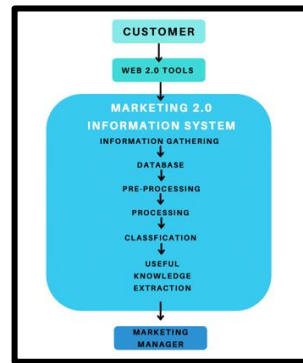 CUSTOMER
WEB 2.0 TOOLS
MARKETING 2.0
INFORMATION SYSTEM
INFORMATION GATHERING
DATABASE
PRE-PROCESSING
PROCESSING
CLASSFICATION
USEFUL
KNOWLEDGE
EXTRACTION
MARKETING
MANAGER